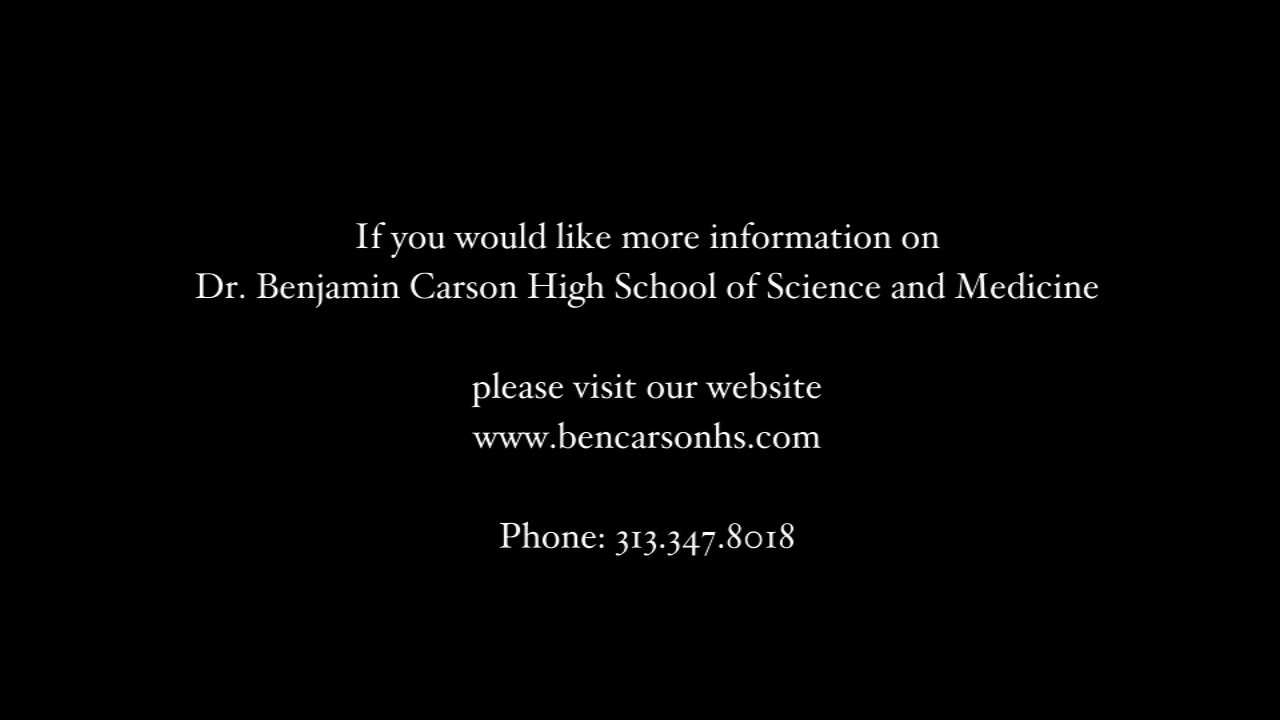 If you would like more information on
Dr. Benjamin Carson High School of Science and Medicine
please visit our website
www.bencarsonhs.com
Phone: 313.347.8018